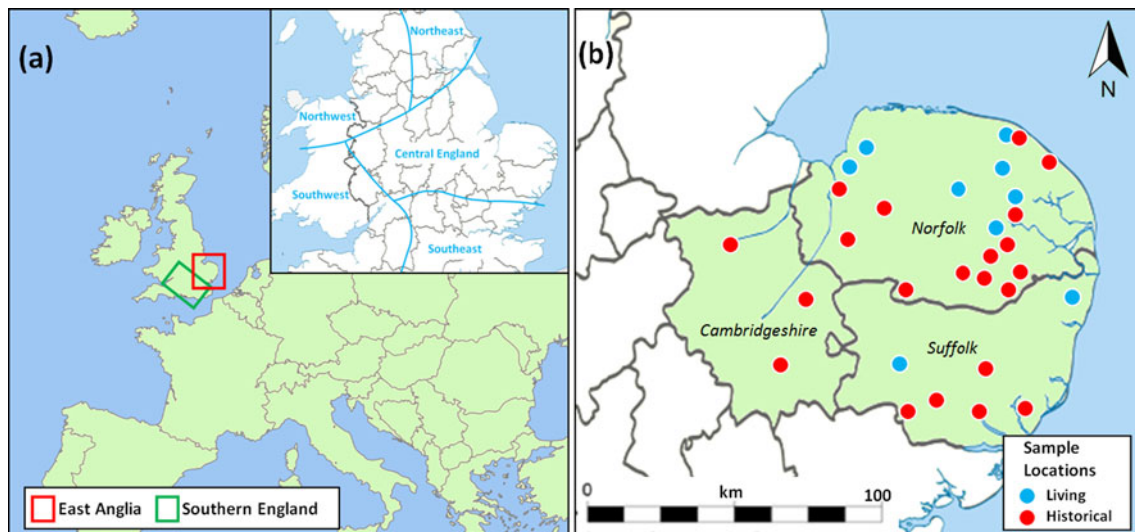 (a)
Northeast
Northwest
Central England
Southwest
Southeast
East Anglia
Southern England
(b)
N
Norfolk
Cambridgeshire
Suffolk
0
km
100
Sample
Locations
Living
Historical